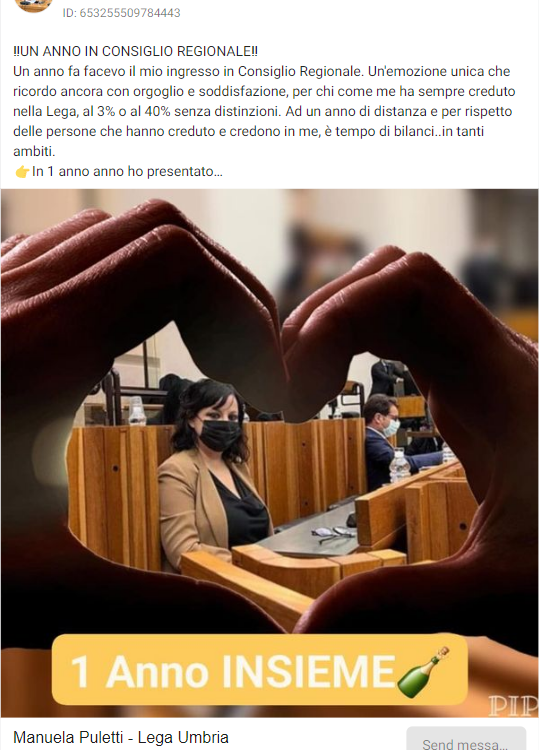 ID: 653255509784443
‼UN ANNO IN CONSIGLIO REGIONALE‼
Un anno fa facevo il mio ingresso in Consiglio Regionale. Un'emozione unica che
ricordo ancora con orgoglio e soddisfazione, per chi come me ha sempre creduto
nella Lega, al 3% o al 40% senza distinzioni. Ad un anno di distanza e per rispetto
delle persone che hanno creduto e credono in me, è tempo di bilanci..in tanti
ambiti.
👉In 1 anno anno ho presentato...
1 Anno INSIEME🍾
PIP
Manuela Puletti - Lega Umbria
Send messa...